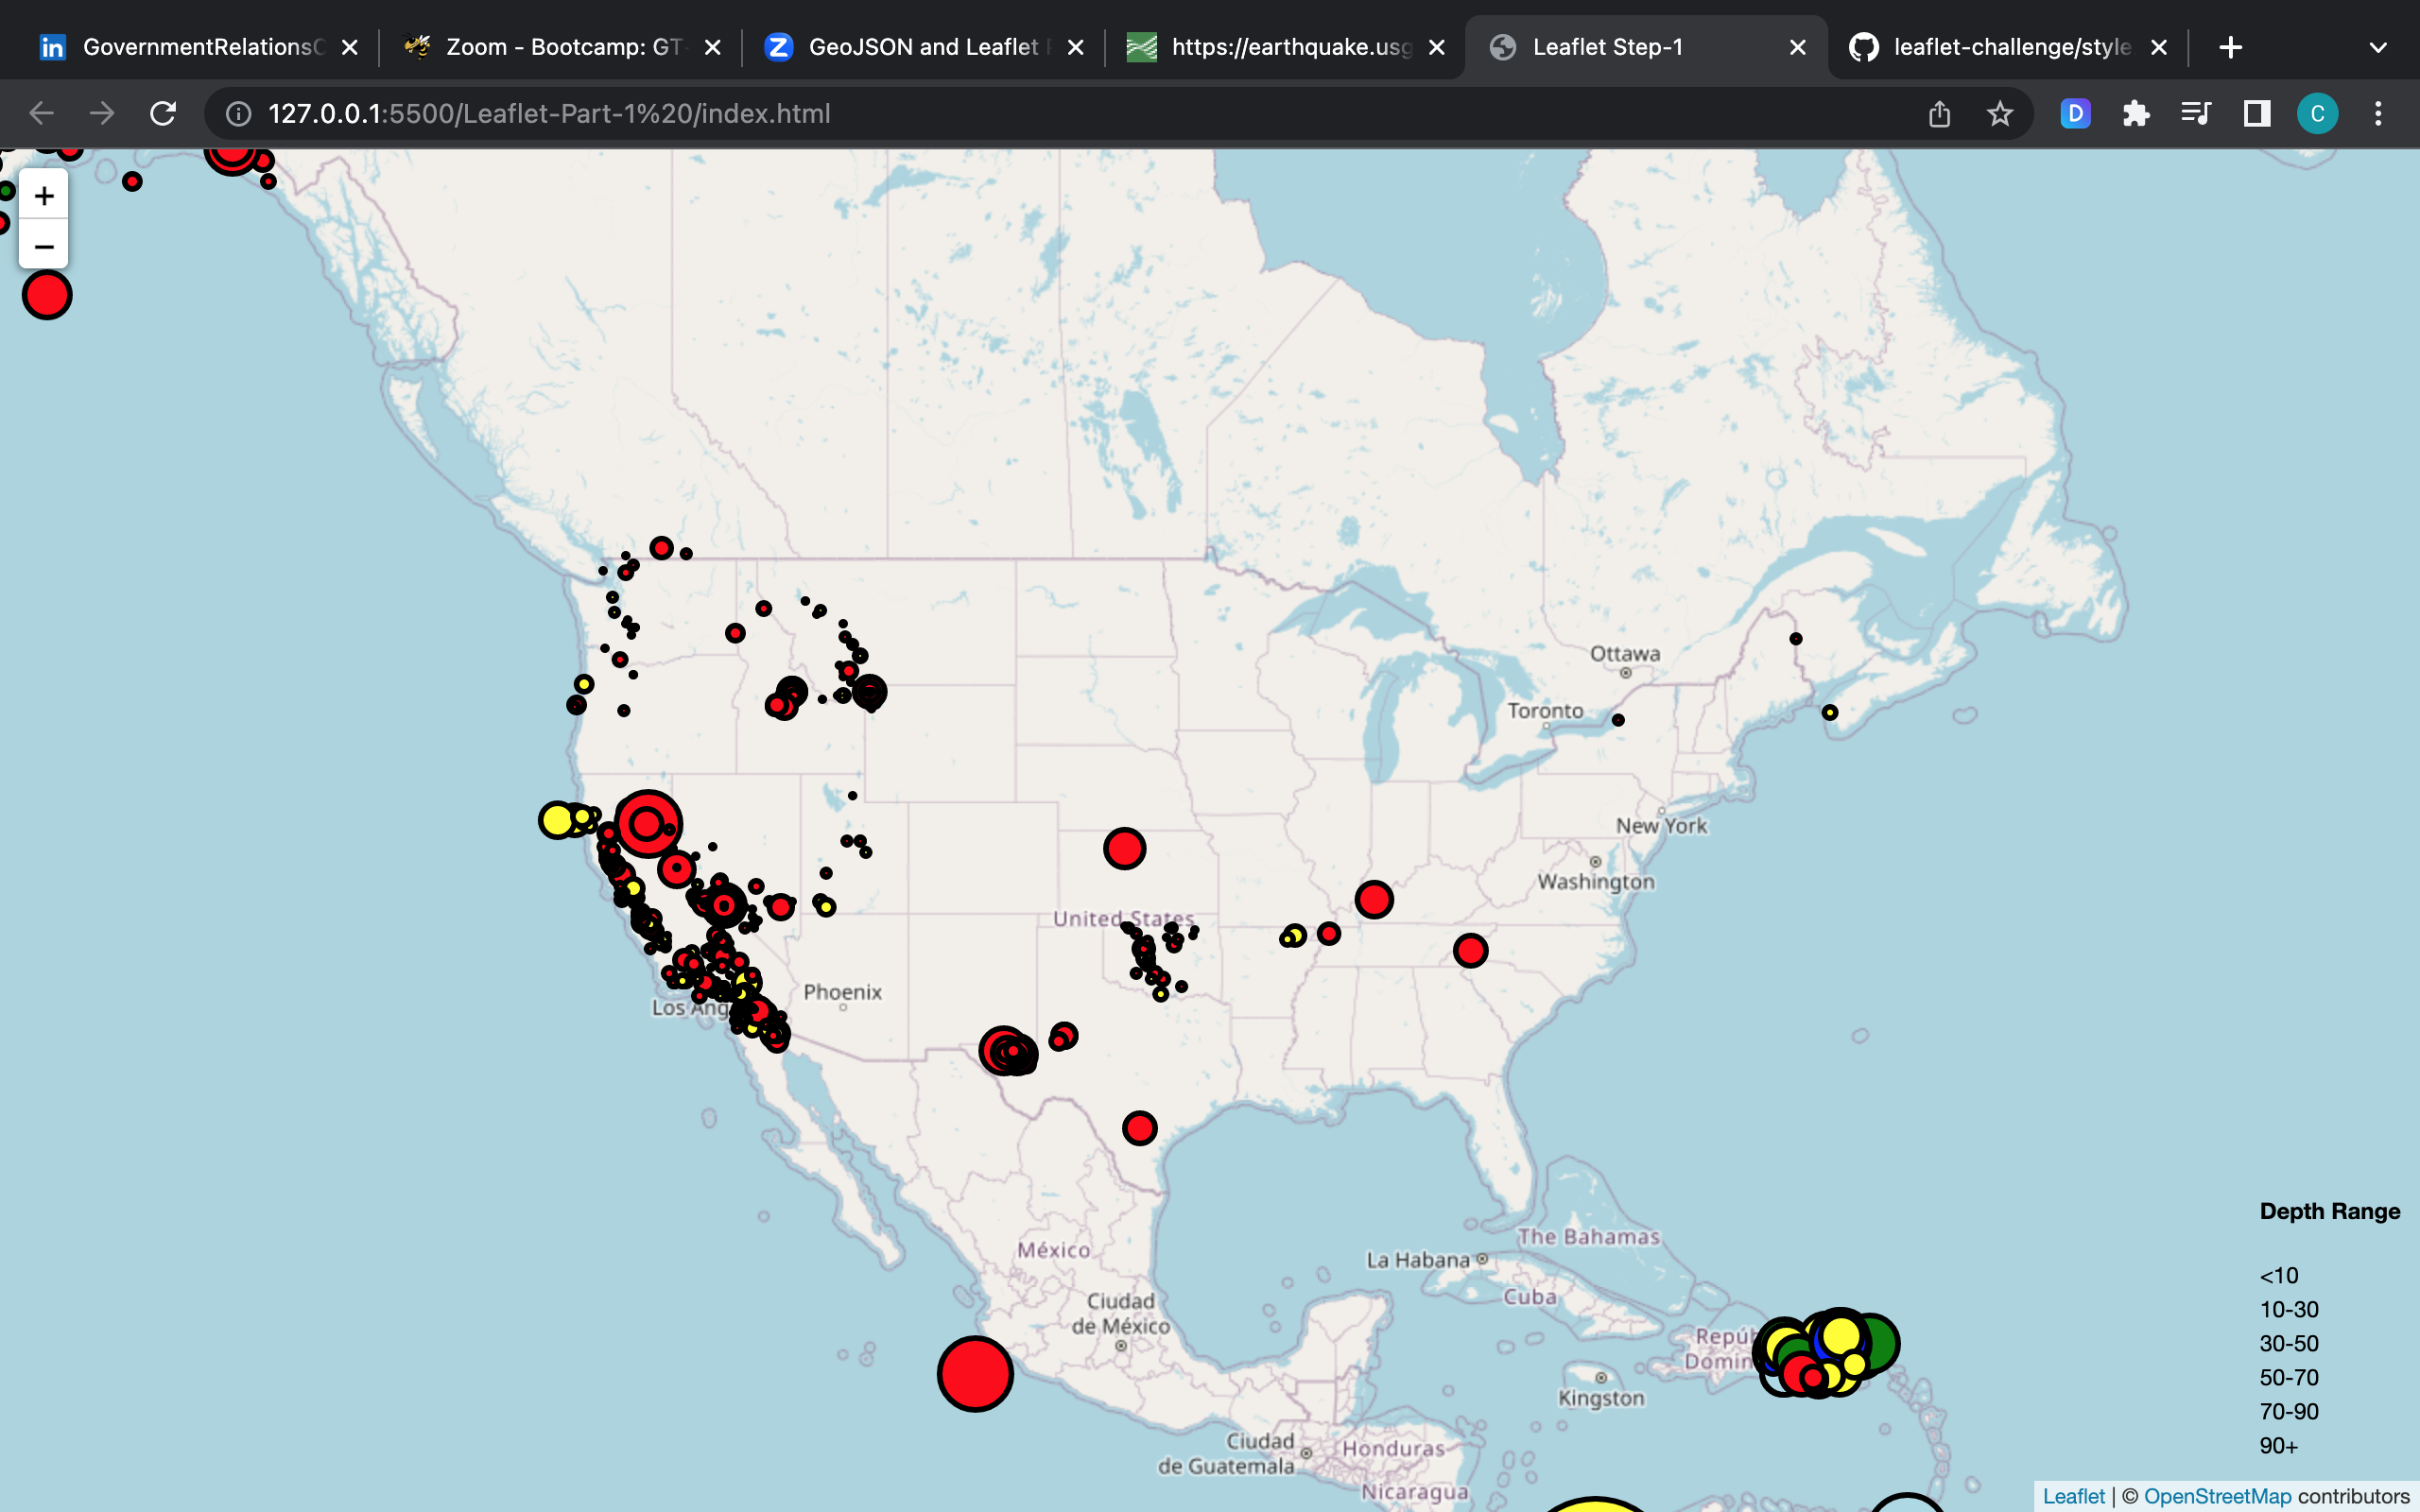 GovernmentRelationsC
Zoom - Bootcamp: GT-
GeoJSON and Leaflet
https://earthquake.usg
Leaflet Step-1
leaflet-challenge/style
127.0.0.1:5500/Leaflet-Part-1%20/index.html
D
C
+
−
Ottawa
Toronto
New York
Washington
United States
Phoenix
Los Ang
México
The Bahamas
La Habana
Cuba
Ciudad
de México
Repúb
Domin
Kingston
Ciudad
de Guatemala
Honduras
Nicaragua
Depth Range
<10
10-30
30-50
50-70
70-90
90+
Leaflet | © OpenStreetMap contributors